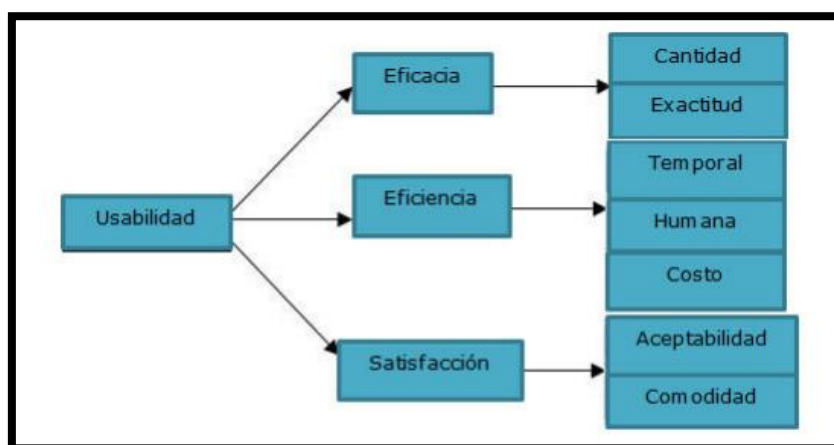 Usabilidad
Eficacia
Cantidad
Exactitud
Eficiencia
Temporal
Humana
Costo
Satisfacción
Aceptabilidad
Comodidad